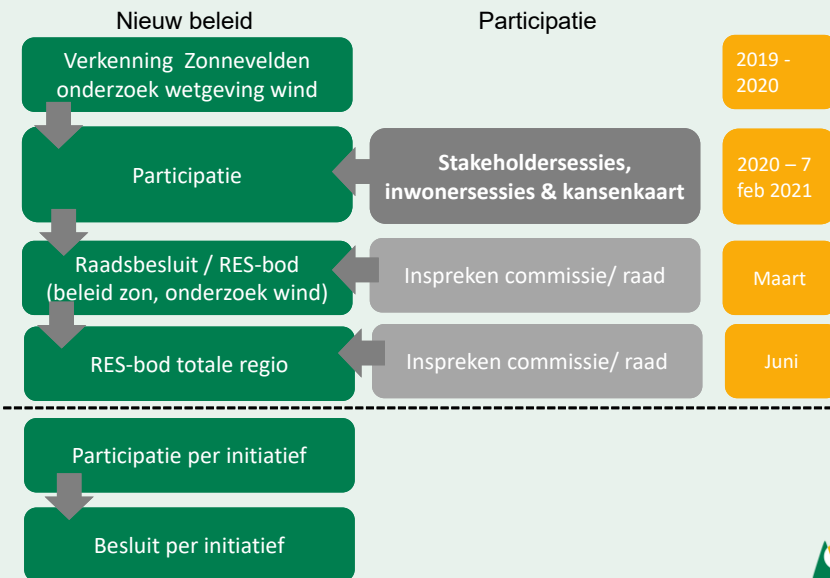 Nieuw beleid
Participatie
Verkenning Zonnevelden
onderzoek wetgeving wind
2019 -
2020
Participatie
Stakeholdersessies,
inwonersessies & kansenkaart
2020 – 7
feb 2021
Raadsbesluit / RES-bod
(beleid zon, onderzoek wind)
Inspreken commissie/ raad
Maart
RES-bod totale regio
Inspreken commissie/ raad
Juni
Participatie per initiatief
Besluit per initiatief